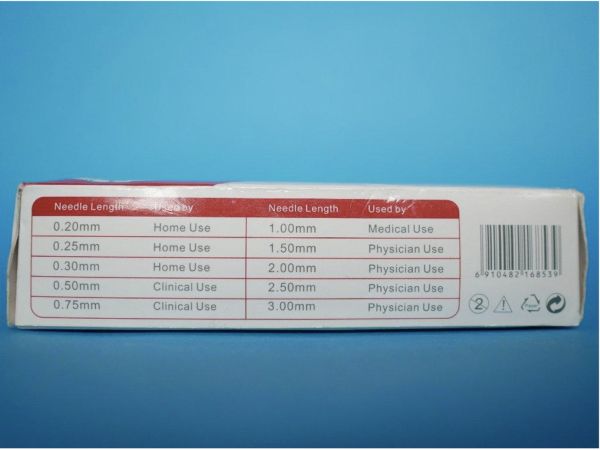 Needle Length Used by Needle Length Used by
0.20mm Home Use 1.00mm Medical Use
0.25mm Home Use 1.50mm Physician Use
0.30mm Home Use 2.00mm Physician Use
0.50mm Clinical Use 2.50mm Physician Use
0.75mm Clinical Use 3.00mm Physician Use
6 910482 168539
2